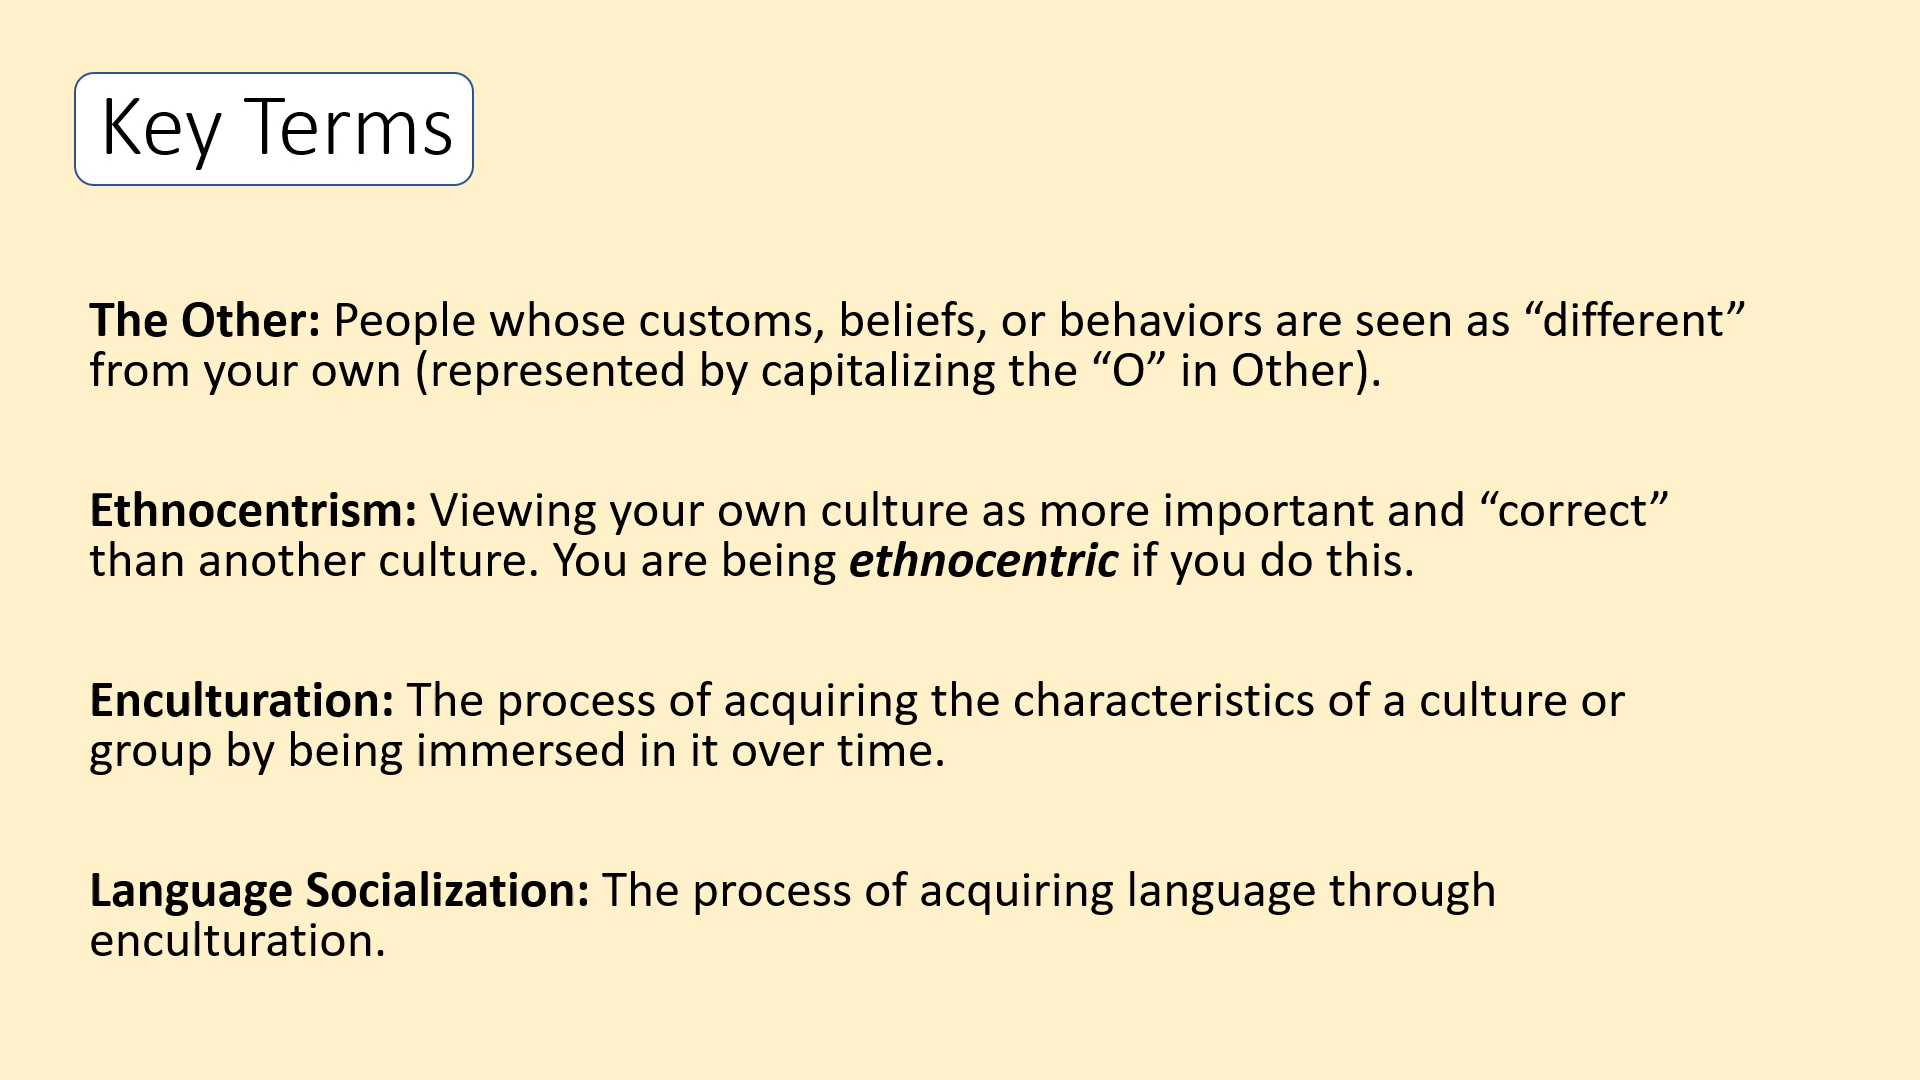 Key Terms
The Other: People whose customs, beliefs, or behaviors are seen as “different”
from your own (represented by capitalizing the “O” in Other).
Ethnocentrism: Viewing your own culture as more important and “correct”
than another culture. You are being ethnocentric if you do this.
Enculturation: The process of acquiring the characteristics of a culture or
group by being immersed in it over time.
Language Socialization: The process of acquiring language through
enculturation.